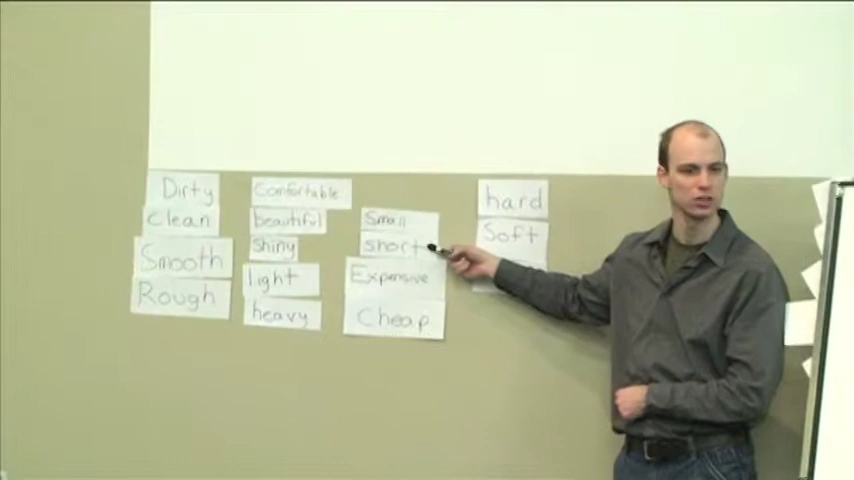 Dirty
Clean
Smooth
Rough
Comfortable
beautiful
Shiny
light
heavy
Small
short
Expensive
Cheap
hard
Soft